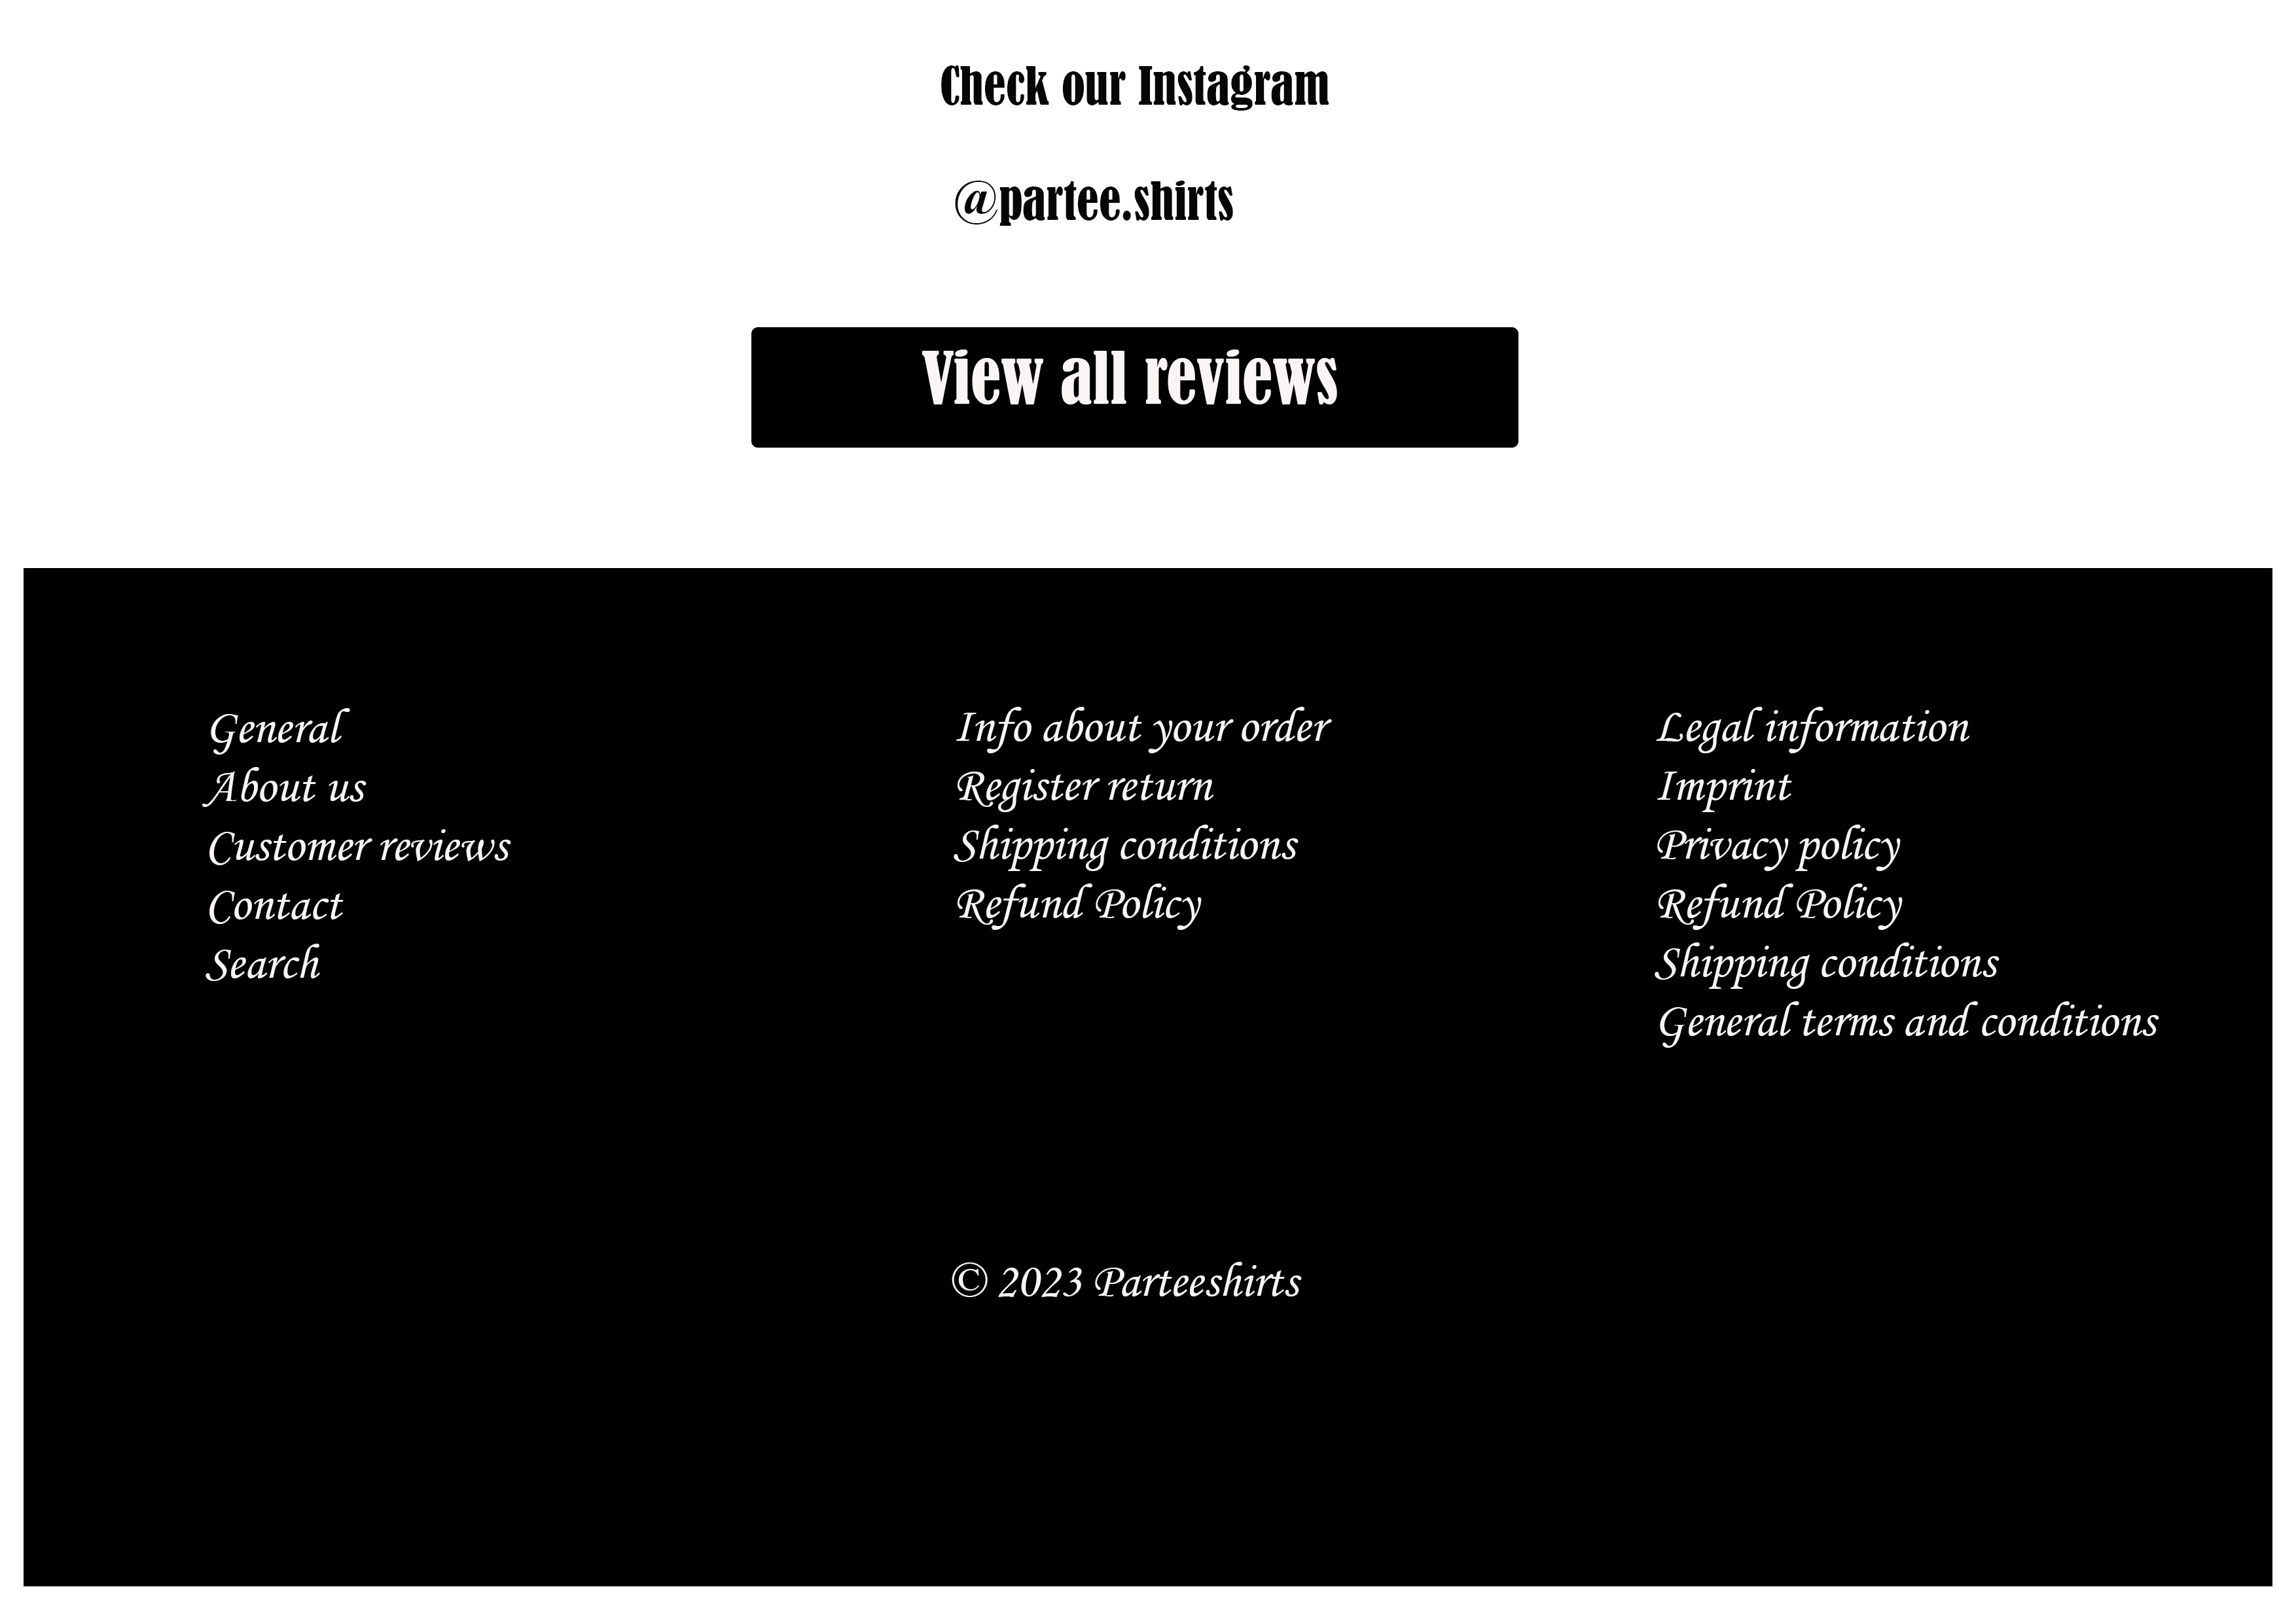 Check our Instagram
@partee.shirts
View all reviews
General
About us
Customer reviews
Contact
Search
Info about your order
Register return
Shipping conditions
Refund Policy
Legal information
Imprint
Privacy policy
Refund Policy
Shipping conditions
General terms and conditions
© 2023 Parteeshirts